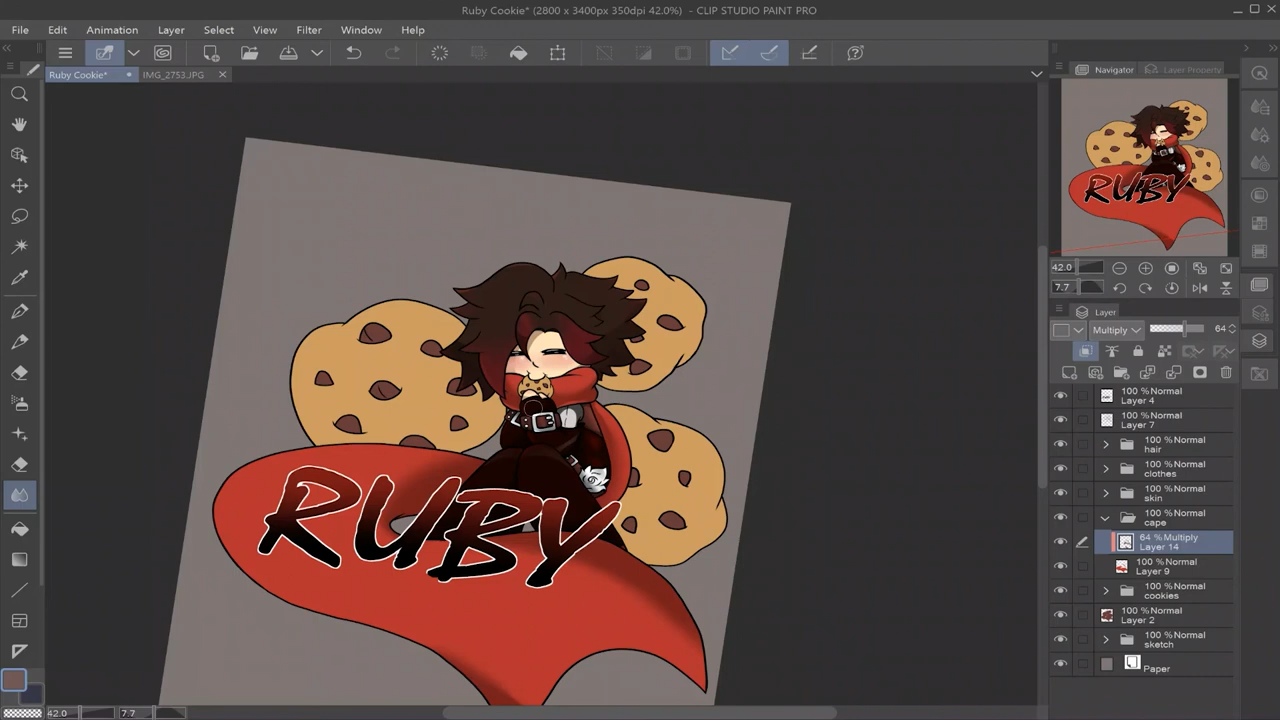 Ruby Cookie* (2800 x 3400px 350dpi 42.0%) - CLIP STUDIO PAINT PRO
File Edit Animation Layer Select View Filter Window Help
Ruby Cookie* IMG_2753.JPG
Navigator Layer Property
RUBY
42.0
7.7
Layer
Multiply 64
100 %Normal
Layer 4
100 %Normal
Layer 7
100 %Normal
hair
100 %Normal
clothes
100 %Normal
skin
100 %Normal
cape
64 %Multiply
Layer 14
100 %Normal
Layer 9
100 %Normal
cookies
100 %Normal
Layer 2
100 %Normal
sketch
Paper
RUBY
42.0 7.7